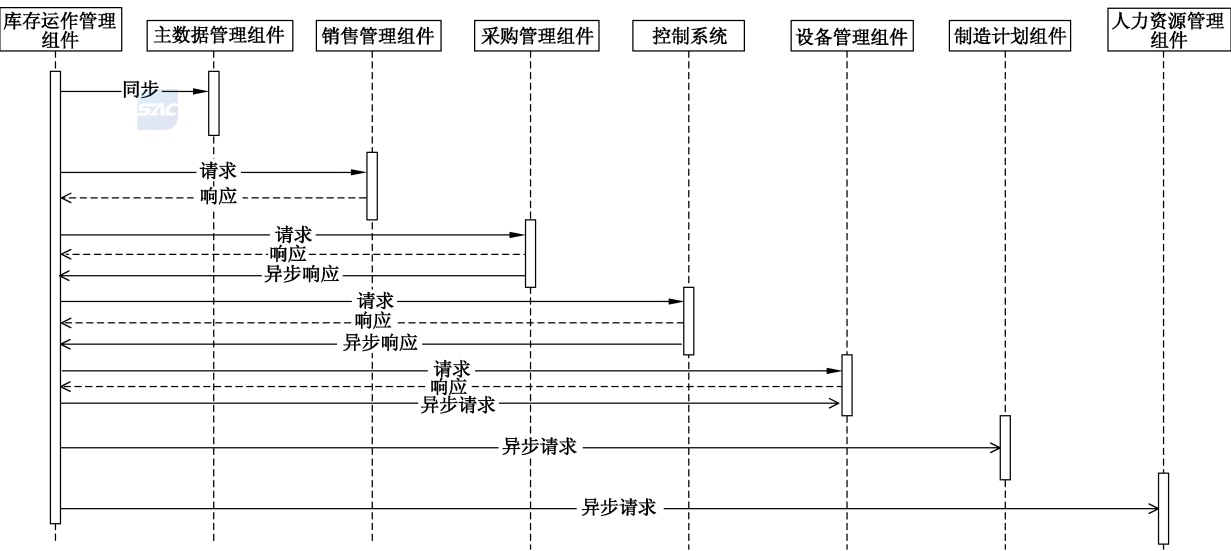 库存运作管理
组件
主数据管理组件
销售管理组件
采购管理组件
控制系统
设备管理组件
制造计划组件
人力资源管理
组件
同步
SAC
请求
响应
请求
响应
异步响应
请求
响应
异步响应
请求
响应
异步请求
异步请求
异步请求